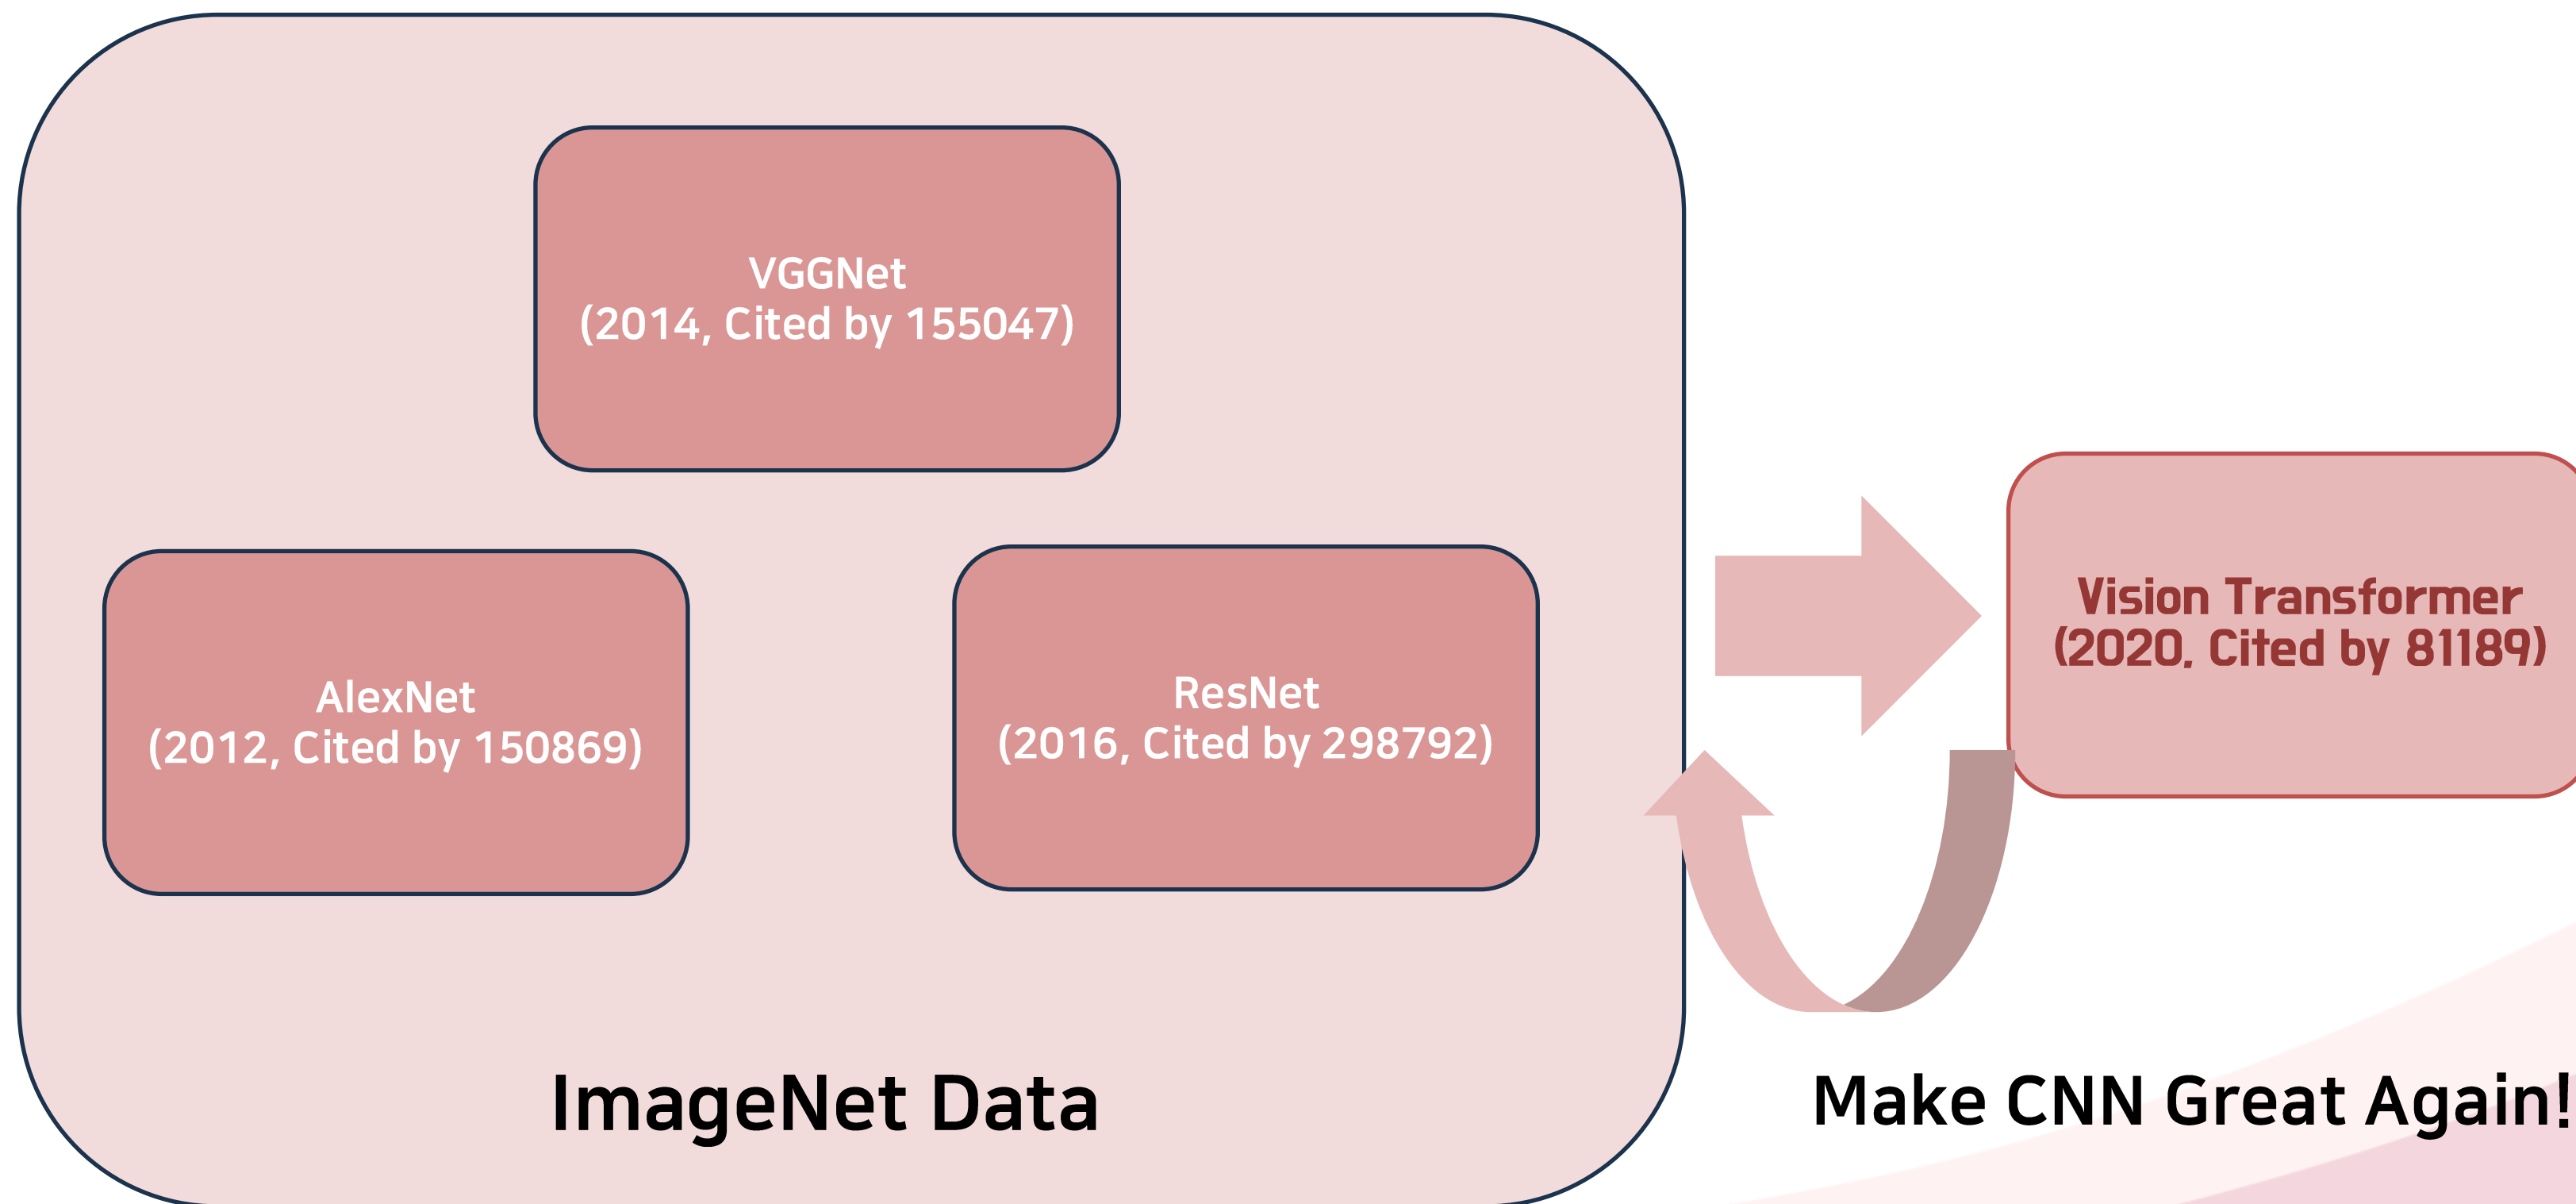 VGGNet
(2014, Cited by 155047)
AlexNet
(2012, Cited by 150869)
ResNet
(2016, Cited by 298792)
ImageNet Data
Vision Transformer
(2020, Cited by 81189)
Make CNN Great Again!